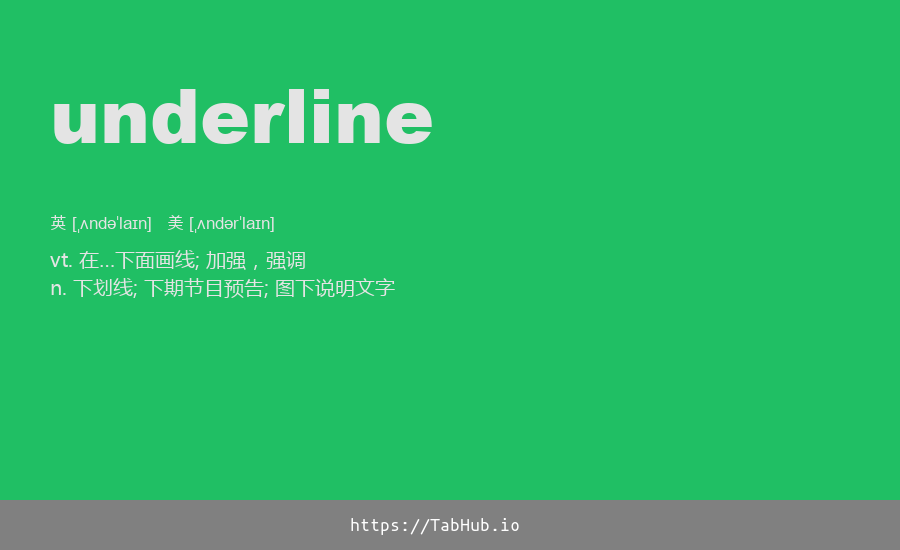 underline
英 [ˌʌndəˈlaɪn] 美 [ˌʌndərˈlaɪn]
vt. 在...下面画线; 加强，强调
n. 下划线; 下期节目预告; 图下说明文字
https://TabHub.io